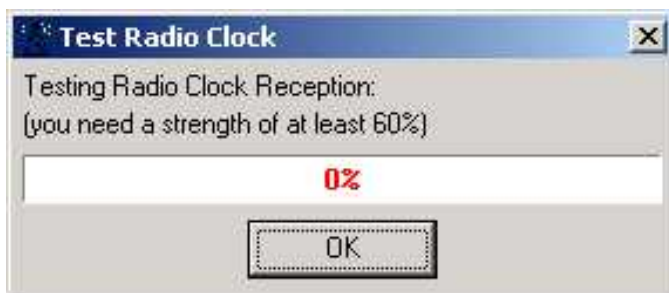 Test Radio Clock
Testing Radio Clock Reception:
(you need a strength of at least 60%)
0%
OK